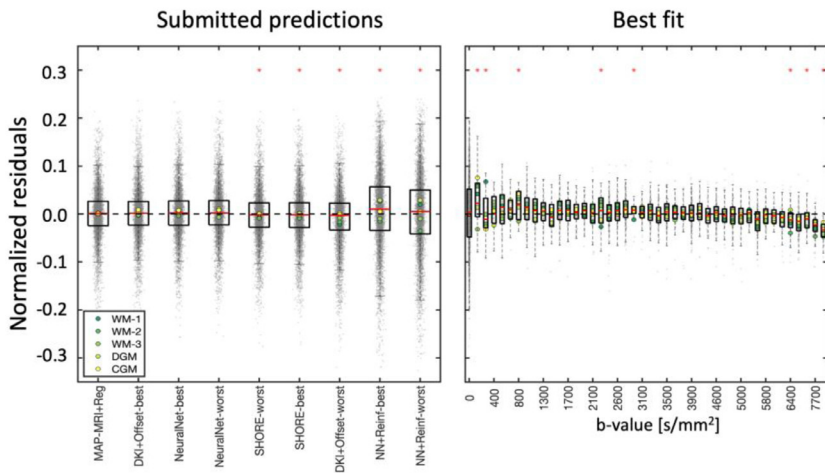 Submitted predictions
Best fit
Normalized residuals
0.3
0.2
0.1
0.0
-0.1
-0.2
-0.3
* * * * *
* * * * * * * *
WM-1
WM-2
WM-3
DGM
CGM
MAP-MRI+Reg
DKI+Offset-best
NeuralNet-best
NeuralNet-worst
SHORE-worst
SHORE-best
DKI+Offset-worst
NN+Reinf-best
NN+Reinf-worst
0
400
800
1300
1700
2100
2600
3100
3500
4000
4500
5000
5800
6400
7700
b-value [s/mm²]